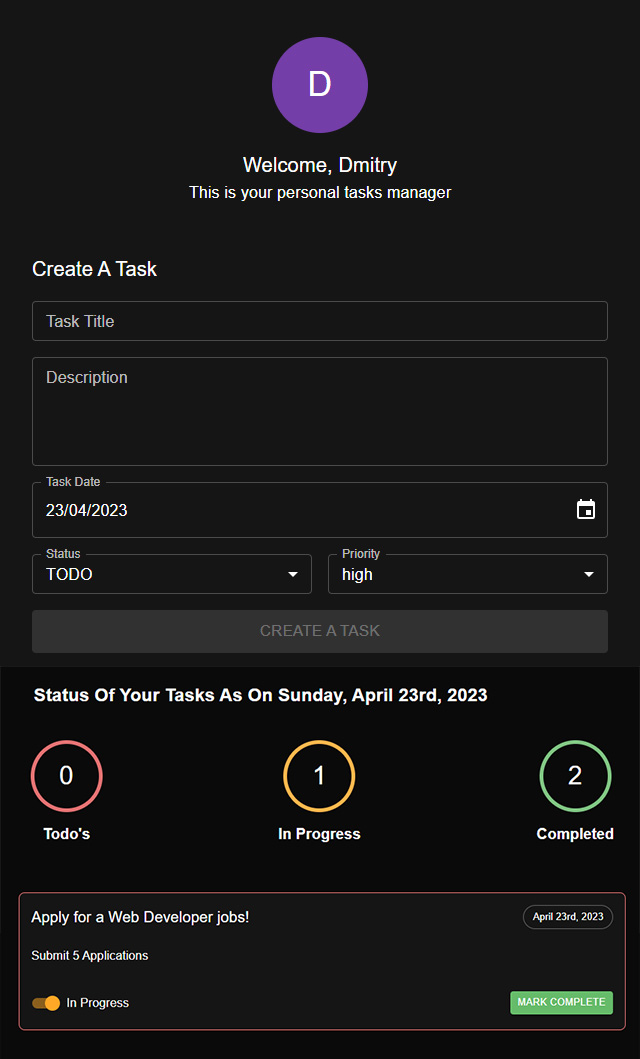 D
Welcome, Dmitry
This is your personal tasks manager
Create A Task
Task Title
Description
Task Date
23/04/2023
Status
TODO
Priority
high
CREATE A TASK
Status Of Your Tasks As On Sunday, April 23rd, 2023
0
1
2
Todo's
In Progress
Completed
Apply for a Web Developer jobs!
April 23rd, 2023
Submit 5 Applications
In Progress
MARK COMPLETE